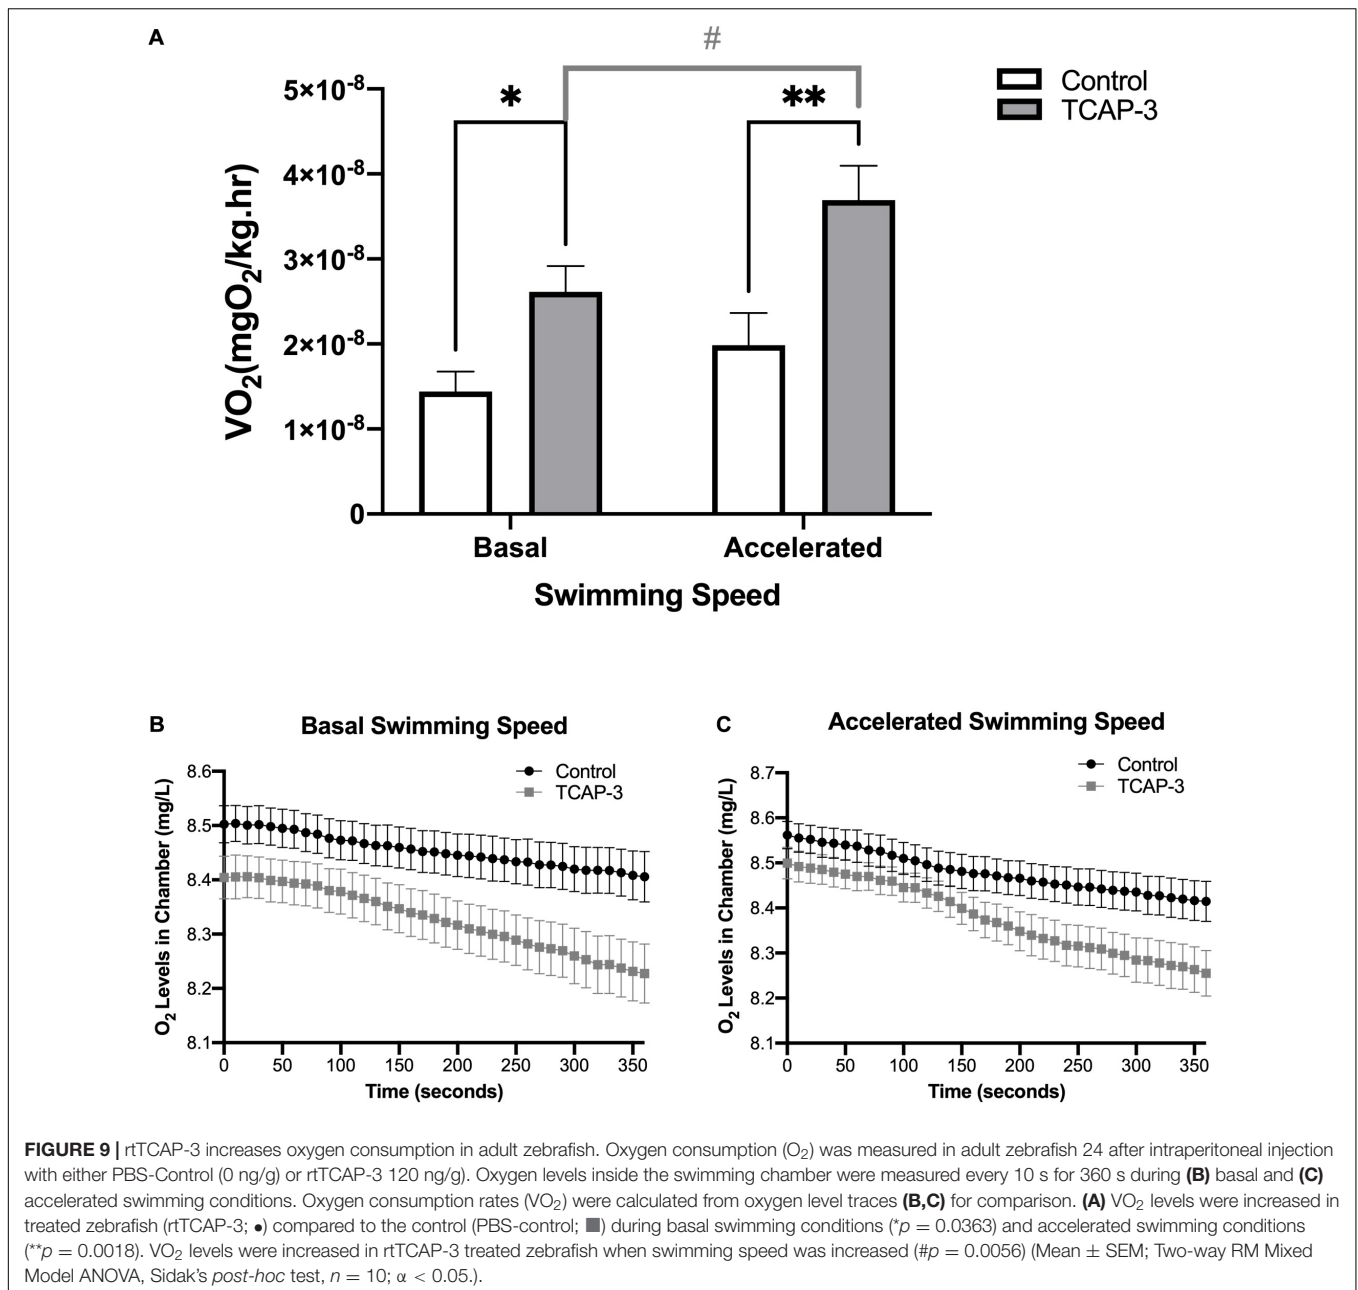 A
#
*
**
Control
TCAP-3
5×10⁻⁸
4×10⁻⁸
3×10⁻⁸
2×10⁻⁸
1×10⁻⁸
0
VO₂(mgO₂/kg.hr)
Basal
Accelerated
Swimming Speed
B
Basal Swimming Speed
Control
TCAP-3
8.6
8.5
8.4
8.3
8.2
8.1
O₂ Levels in Chamber (mg/L)
0 50 100 150 200 250 300 350
Time (seconds)
C
Accelerated Swimming Speed
Control
TCAP-3
8.7
8.6
8.5
8.4
8.3
8.2
8.1
O₂ Levels in Chamber (mg/L)
0 50 100 150 200 250 300 350
Time (seconds)
FIGURE 9 | rtTCAP-3 increases oxygen consumption in adult zebrafish. Oxygen consumption (O₂) was measured in adult zebrafish 24 after intraperitoneal injection
with either PBS-Control (0 ng/g) or rtTCAP-3 120 ng/g). Oxygen levels inside the swimming chamber were measured every 10 s for 360 s during (B) basal and (C)
accelerated swimming conditions. Oxygen consumption rates (VO₂) were calculated from oxygen level traces (B,C) for comparison. (A) VO₂ levels were increased in
treated zebrafish (rtTCAP-3; ●) compared to the control (PBS-control; ■) during basal swimming conditions (*p = 0.0363) and accelerated swimming conditions
(**p = 0.0018). VO₂ levels were increased in rtTCAP-3 treated zebrafish when swimming speed was increased (#p = 0.0056) (Mean ± SEM; Two-way RM Mixed
Model ANOVA, Sidak's post-hoc test, n = 10; α < 0.05.).